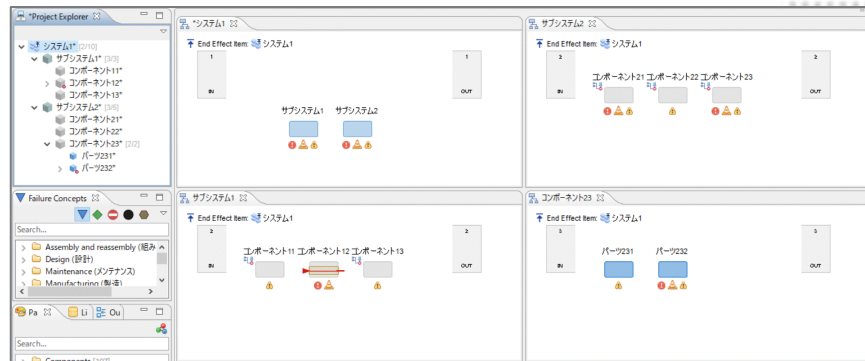 *Project Explorer
システム1* [2/10]
サブシステム1* [3/3]
コンポーネント11*
コンポーネント12*
コンポーネント13*
サブシステム2* [3/6]
コンポーネント21*
コンポーネント22*
コンポーネント23* [2/2]
パーツ231*
パーツ232*
Failure Concepts
Search...
Assembly and reassembly (組み
Design (設計)
Maintenance (メンテナンス)
Manufacturing (製造)
Pa Li Ou
Search...
Components [107]
*システム1
End Effect Item: システム1
1 1
IN OUT
サブシステム1 サブシステム2
サブシステム2
End Effect Item: システム1
2 2
IN OUT
コンポーネント21 コンポーネント22 コンポーネント23
サブシステム1
End Effect Item: システム1
2 2
IN OUT
コンポーネント11 コンポーネント12 コンポーネント13
コンポーネント23
End Effect Item: システム1
3 3
IN OUT
パーツ231 パーツ232